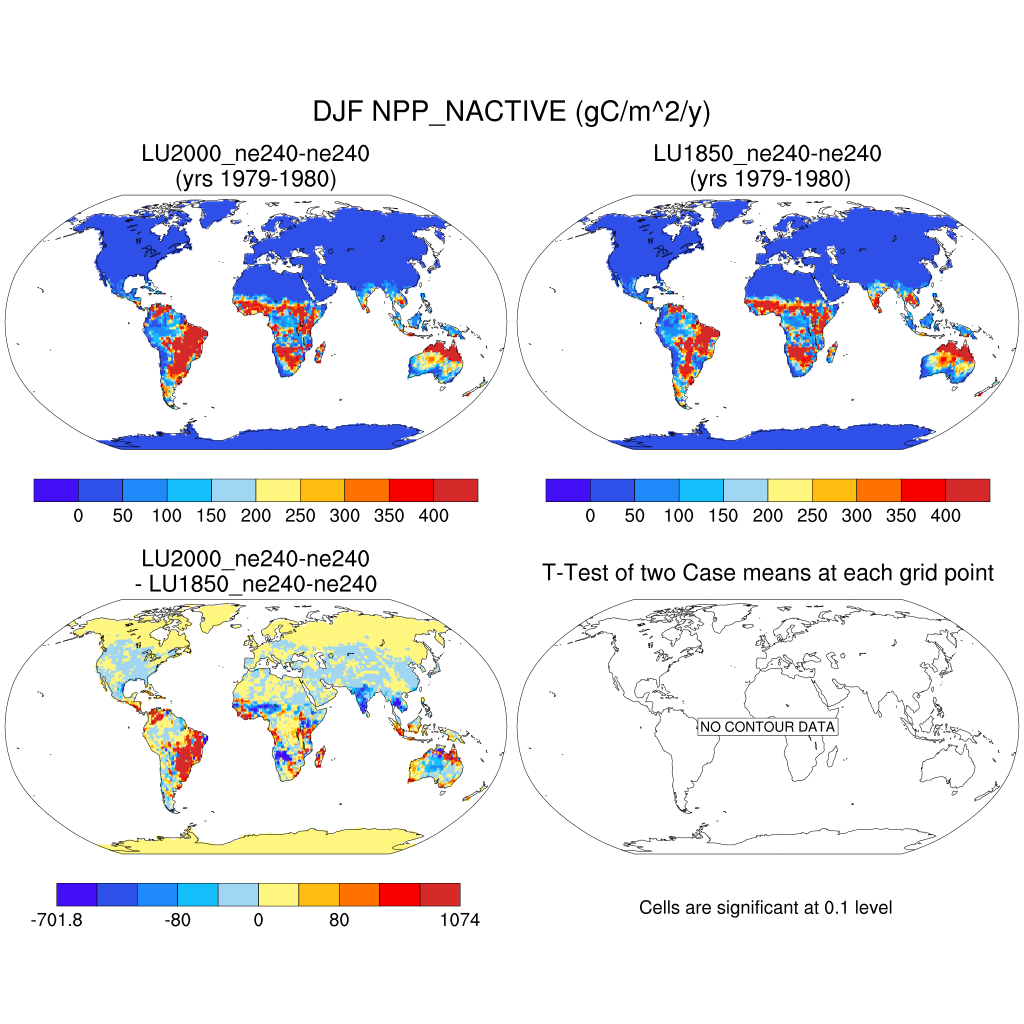 DJF NPP_NACTIVE (gC/m^2/y)
LU2000_ne240-ne240
(yrs 1979-1980)
LU1850_ne240-ne240
(yrs 1979-1980)
0 50 100 150 200 250 300 350 400
0 50 100 150 200 250 300 350 400
LU2000_ne240-ne240
- LU1850_ne240-ne240
T-Test of two Case means at each grid point
NO CONTOUR DATA
-701.8 -80 0 80 1074
Cells are significant at 0.1 level